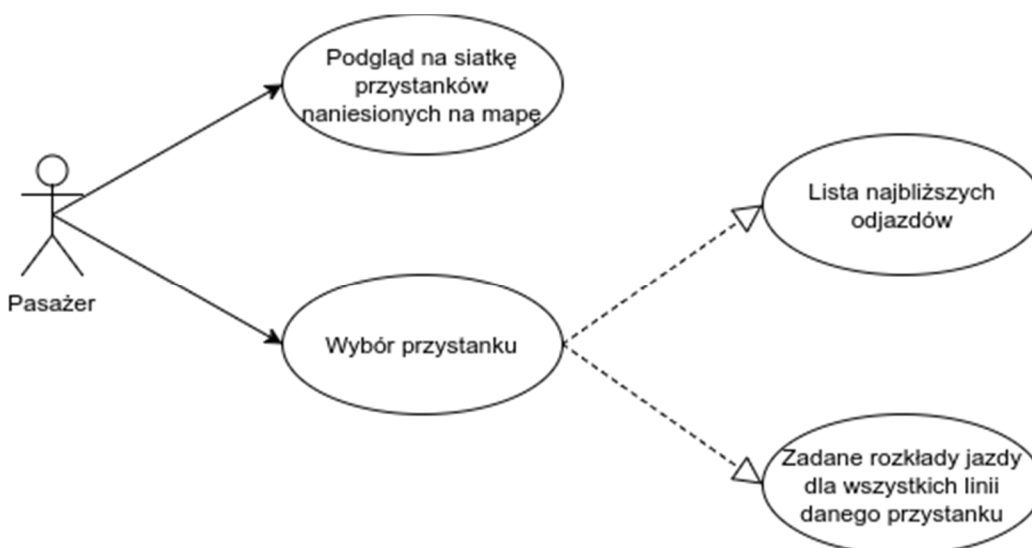 Podgląd na siatkę
przystanków
naniesionych na mapę
Lista najbliższych
odjazdów
Pasażer
Wybór przystanku
Zadane rozkłady jazdy
dla wszystkich linii
danego przystanku